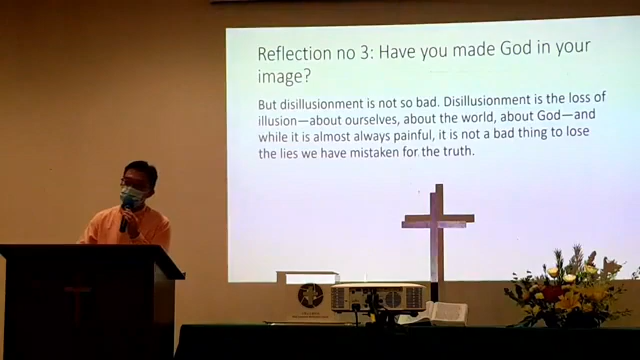 Reflection no 3: Have you made God in your
image?
But disillusionment is not so bad. Disillusionment is the loss of
illusion—about ourselves, about the world, about God—and
while it is almost always painful, it is not a bad thing to lose
the lies we have mistaken for the truth.